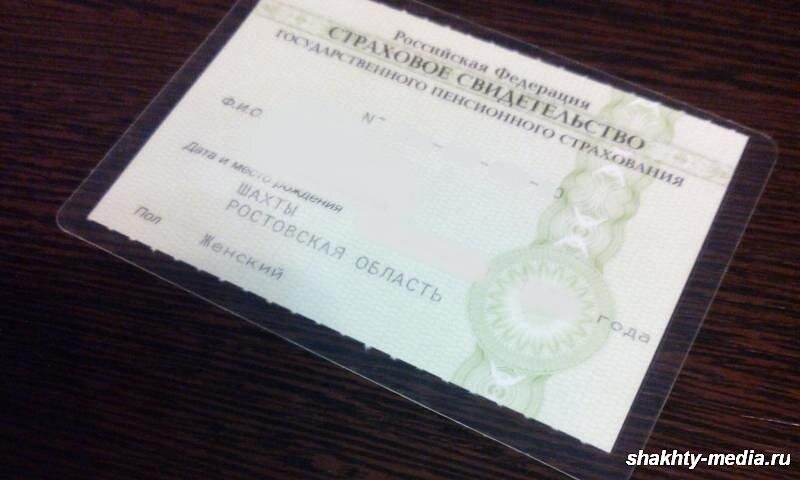 Российская Федерация
СТРАХОВОЕ СВИДЕТЕЛЬСТВО
ГОСУДАРСТВЕННОГО ПЕНСИОННОГО СТРАХОВАНИЯ
N
Ф.И.О
Дата и место рождения
года
ШАХТЫ
РОСТОВСКАЯ ОБЛАСТЬ
Пол Женский
shakhty-media.ru